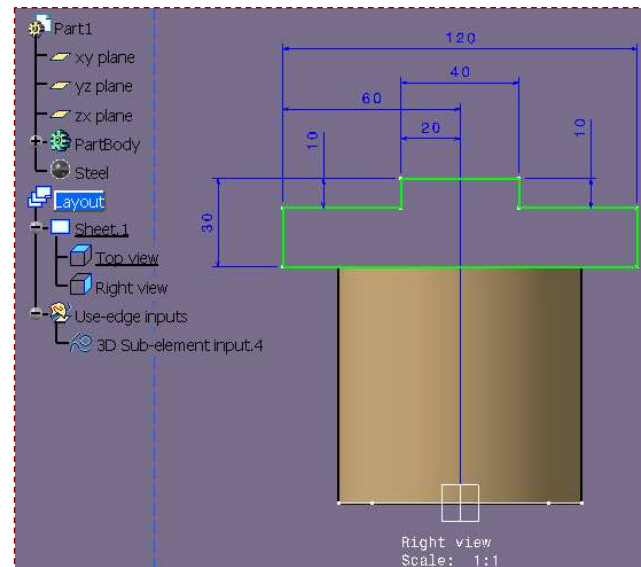 Part1
xy plane
yz plane
zx plane
PartBody
Steel
Layout
Sheet.1
Top view
Right view
Use-edge inputs
3D Sub-element input.4
120
40
60
20
10
10
30
Right view
Scale: 1:1